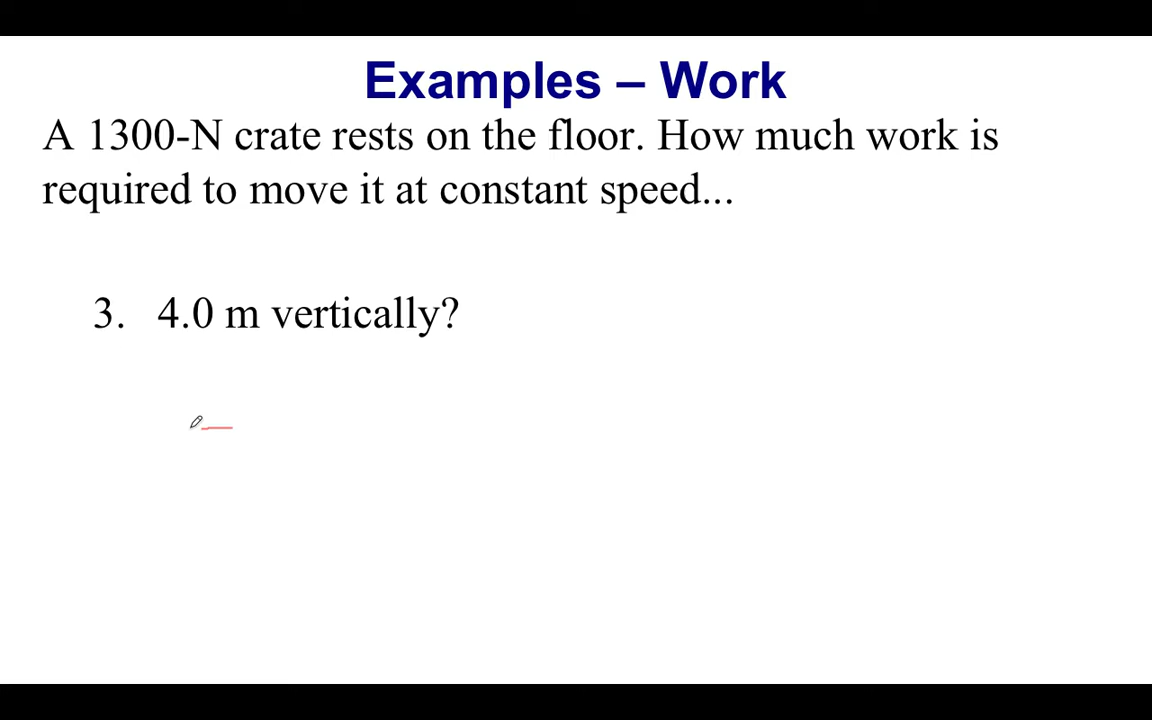 Examples – Work
A 1300-N crate rests on the floor. How much work is
required to move it at constant speed...
3. 4.0 m vertically?